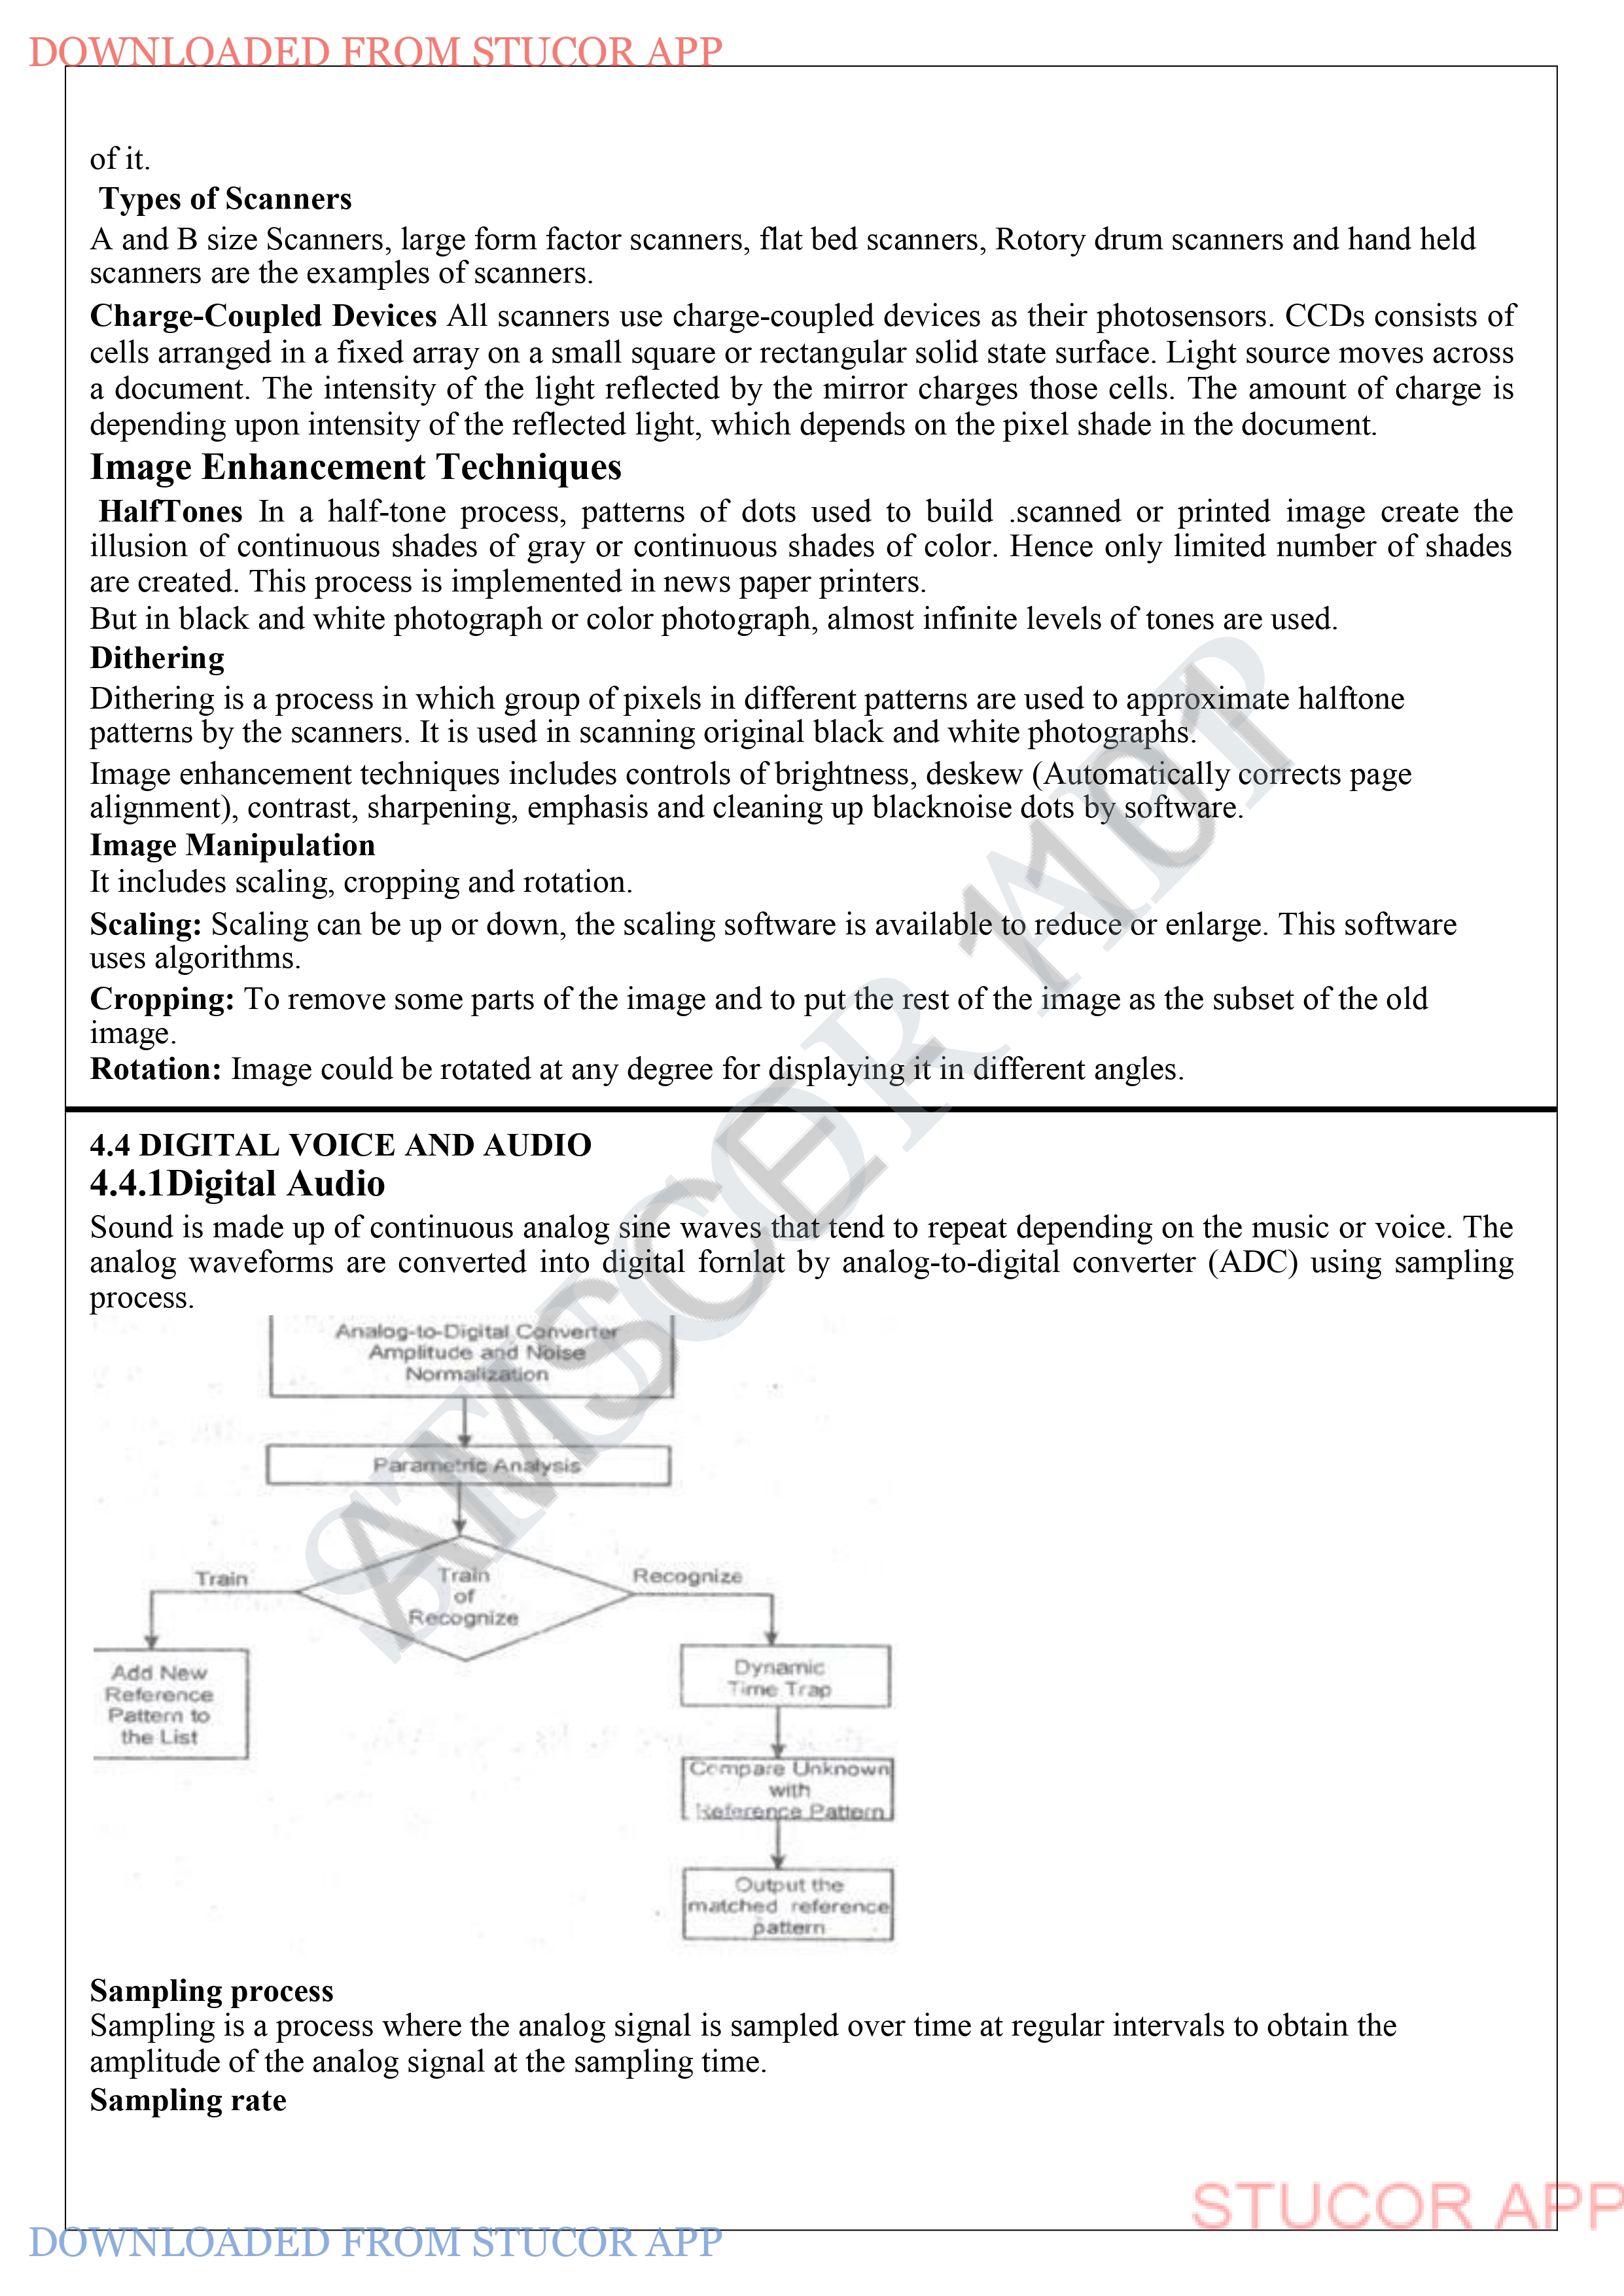 DOWNLOADED FROM STUCOR APP
of it.
Types of Scanners
A and B size Scanners, large form factor scanners, flat bed scanners, Rotory drum scanners and hand held
scanners are the examples of scanners.
Charge-Coupled Devices All scanners use charge-coupled devices as their photosensors. CCDs consists of
cells arranged in a fixed array on a small square or rectangular solid state surface. Light source moves across
a document. The intensity of the light reflected by the mirror charges those cells. The amount of charge is
depending upon intensity of the reflected light, which depends on the pixel shade in the document.
Image Enhancement Techniques
HalfTones In a half-tone process, patterns of dots used to build .scanned or printed image create the
illusion of continuous shades of gray or continuous shades of color. Hence only limited number of shades
are created. This process is implemented in news paper printers.
But in black and white photograph or color photograph, almost infinite levels of tones are used.
Dithering
Dithering is a process in which group of pixels in different patterns are used to approximate halftone
patterns by the scanners. It is used in scanning original black and white photographs.
Image enhancement techniques includes controls of brightness, deskew (Automatically corrects page
alignment), contrast, sharpening, emphasis and cleaning up blacknoise dots by software.
Image Manipulation
It includes scaling, cropping and rotation.
Scaling: Scaling can be up or down, the scaling software is available to reduce or enlarge. This software
uses algorithms.
Cropping: To remove some parts of the image and to put the rest of the image as the subset of the old
image.
Rotation: Image could be rotated at any degree for displaying it in different angles.
4.4 DIGITAL VOICE AND AUDIO
4.4.1Digital Audio
Sound is made up of continuous analog sine waves that tend to repeat depending on the music or voice. The
analog waveforms are converted into digital fornlat by analog-to-digital converter (ADC) using sampling
process.
Analog-to-Digital Converter
Amplitude and Noise
Normalization
Parametric Analysis
Train
Train
of
Recognize
Recognize
Add New
Reference
Pattern to
the List
Dynamic
Time Trap
Compare Unknown
with
Reference Pattern
Output the
matched reference
pattern
Sampling process
Sampling is a process where the analog signal is sampled over time at regular intervals to obtain the
amplitude of the analog signal at the sampling time.
Sampling rate
STUCOR APP
AMSCE 1101
STUCOR APP
DOWNLOADED FROM STUCOR APP